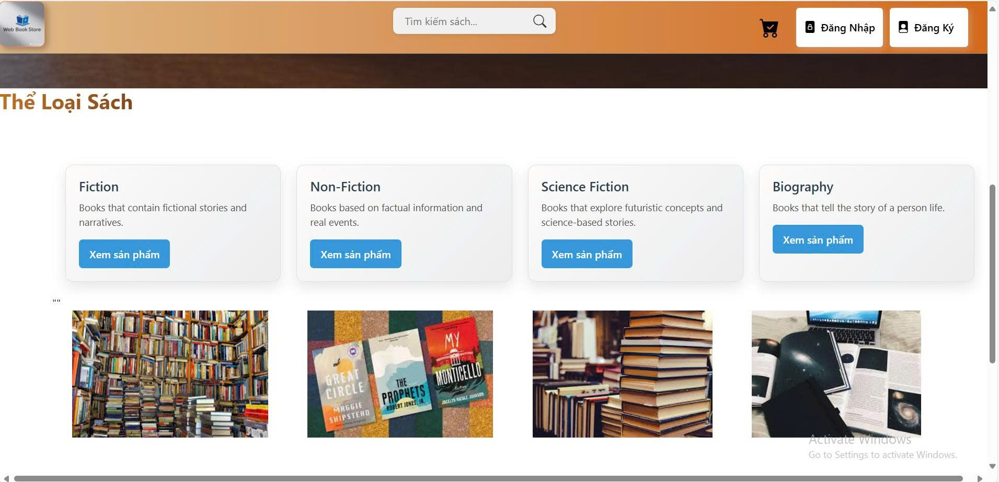 Web Book Store
Tìm kiếm sách...
Đăng Nhập
Đăng Ký
Thể Loại Sách
Fiction
Books that contain fictional stories and
narratives.
Xem sản phẩm
Non-Fiction
Books based on factual information and
real events.
Xem sản phẩm
Science Fiction
Books that explore futuristic concepts and
science-based stories.
Xem sản phẩm
Biography
Books that tell the story of a person life.
Xem sản phẩm
""
GREAT
CIRCLE
MAGGIE
SHIPSTEAD
THE
PROPHETS
ROBERT JONES, JR.
MY
MONTICELLO
fiction
JOCELYN NICOLE JOHNSON
Activate Windows
Go to Settings to activate Windows.